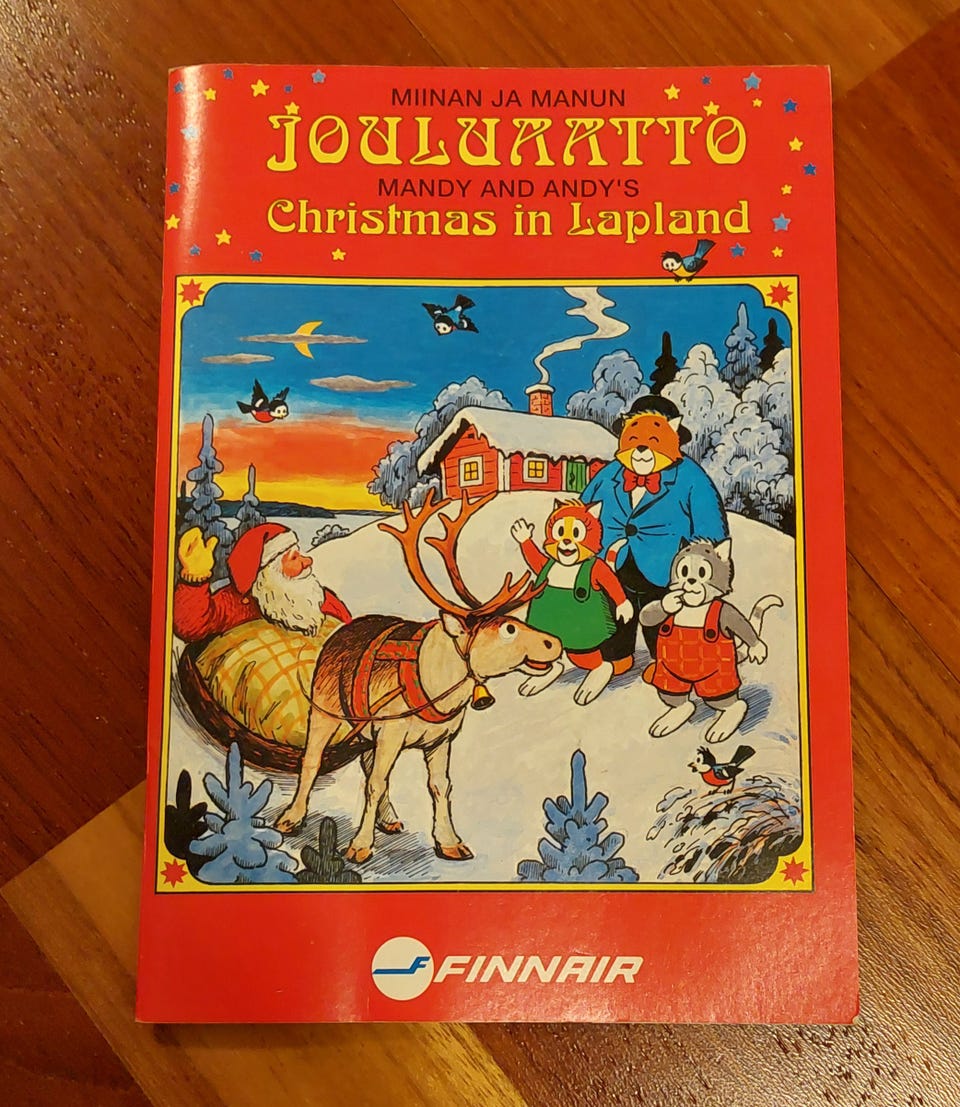 MIINAN JA MANUN
JOULUAATTO
MANDY AND ANDY'S
Christmas in Lapland
F FINNAIR